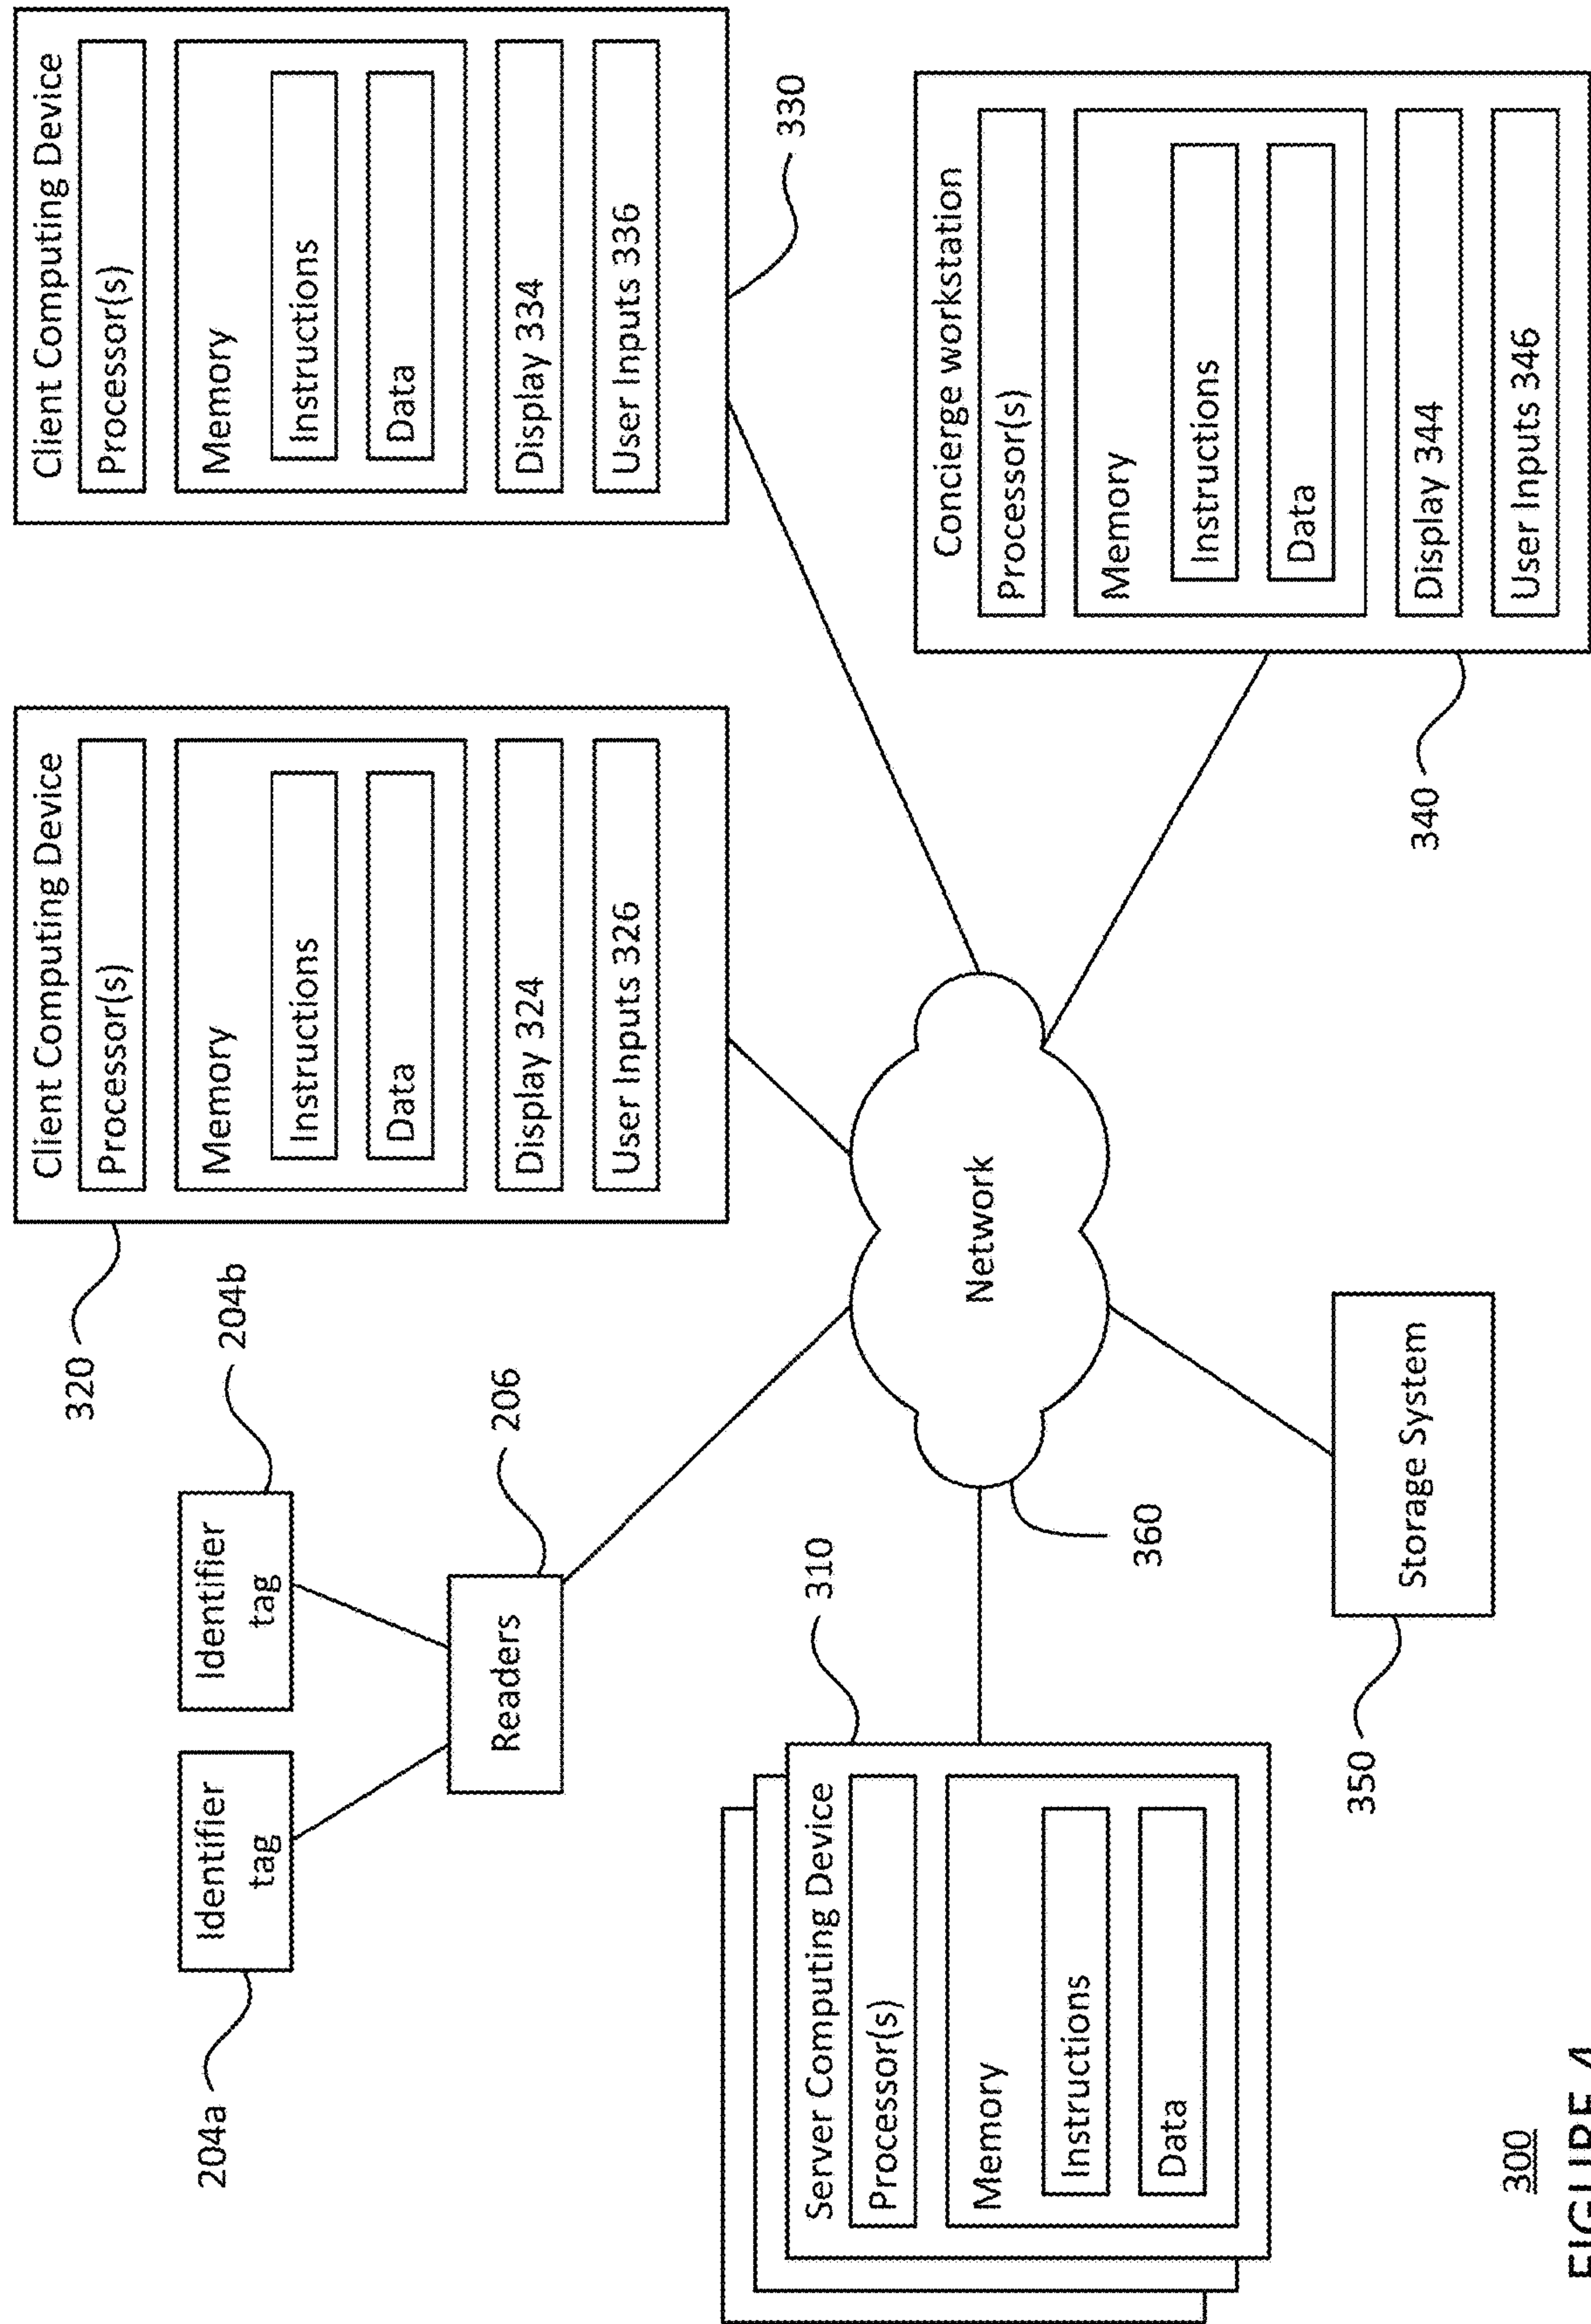 204a
Identifier
tag
Identifier
tag
204b
Readers
206
320
Client Computing Device
Processor(s)
Memory
Instructions
Data
Display 324
User Inputs 326
Client Computing Device
Processor(s)
Memory
Instructions
Data
Display 334
User Inputs 336
330
Server Computing Device
Processor(s)
Memory
Instructions
Data
310
Network
360
Storage System
350
Concierge workstation
Processor(s)
Memory
Instructions
Data
Display 344
User Inputs 346
340
300
FIGURE 4